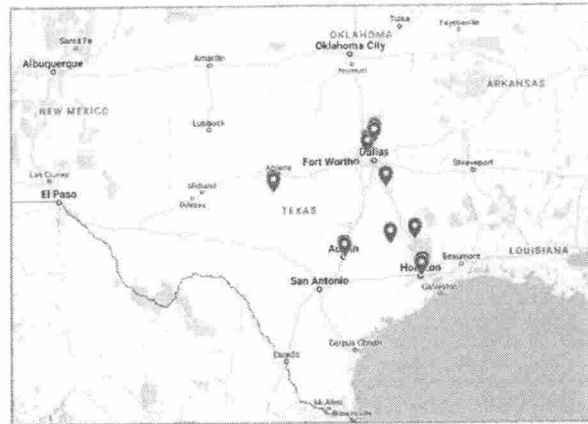 Tulsa
Fayetteville
OKLAHOMA
Oklahoma City
Santa Fe
Albuquerque
Amarillo
Norman
ARKANSAS
NEW MEXICO
Lubbock
Dallas
Fort Worth
Shreveport
Abilene
Las Cruces
Midland
El Paso
Odessa
TEXAS
Austin
LOUISIANA
Beaumont
Houston
San Antonio
Galveston
Corpus Christi
Laredo
McAllen
Brownsville